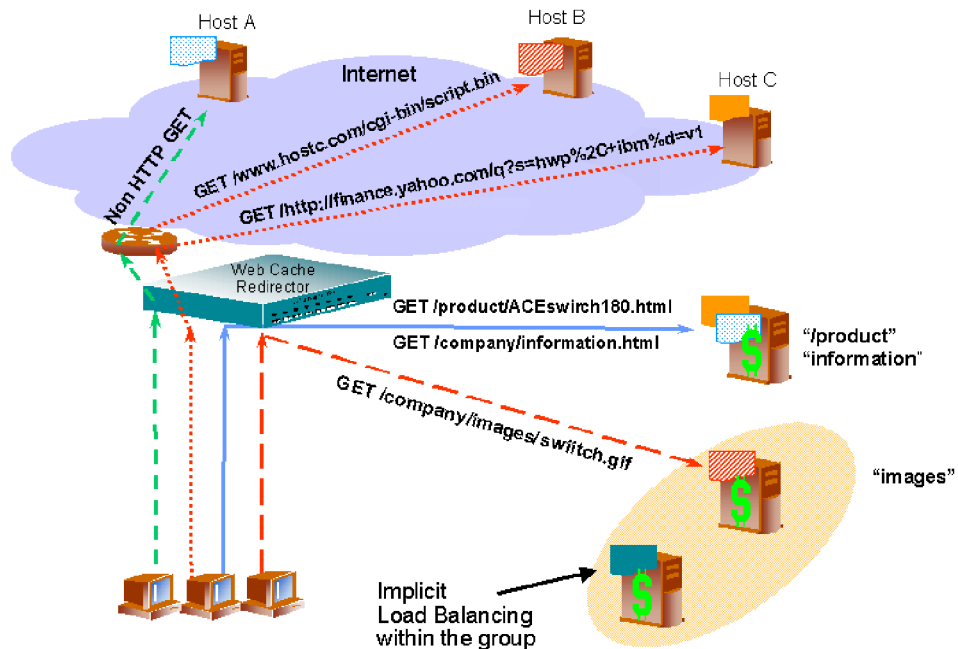 Host A
Host B
Host C
Internet
Non HTTP GET
GET /www.hostc.com/cgi-bin/script.bin
GET /http://finance.yahoo.com/q?s=hwp%2C+ibm%d=v1
Web Cache
Redirector
GET /product/ACEswirch180.html
GET /company/information.html
"/product"
"information"
GET /company/images/swiitch.gif
"images"
$
$
$
Implicit
Load Balancing
within the group